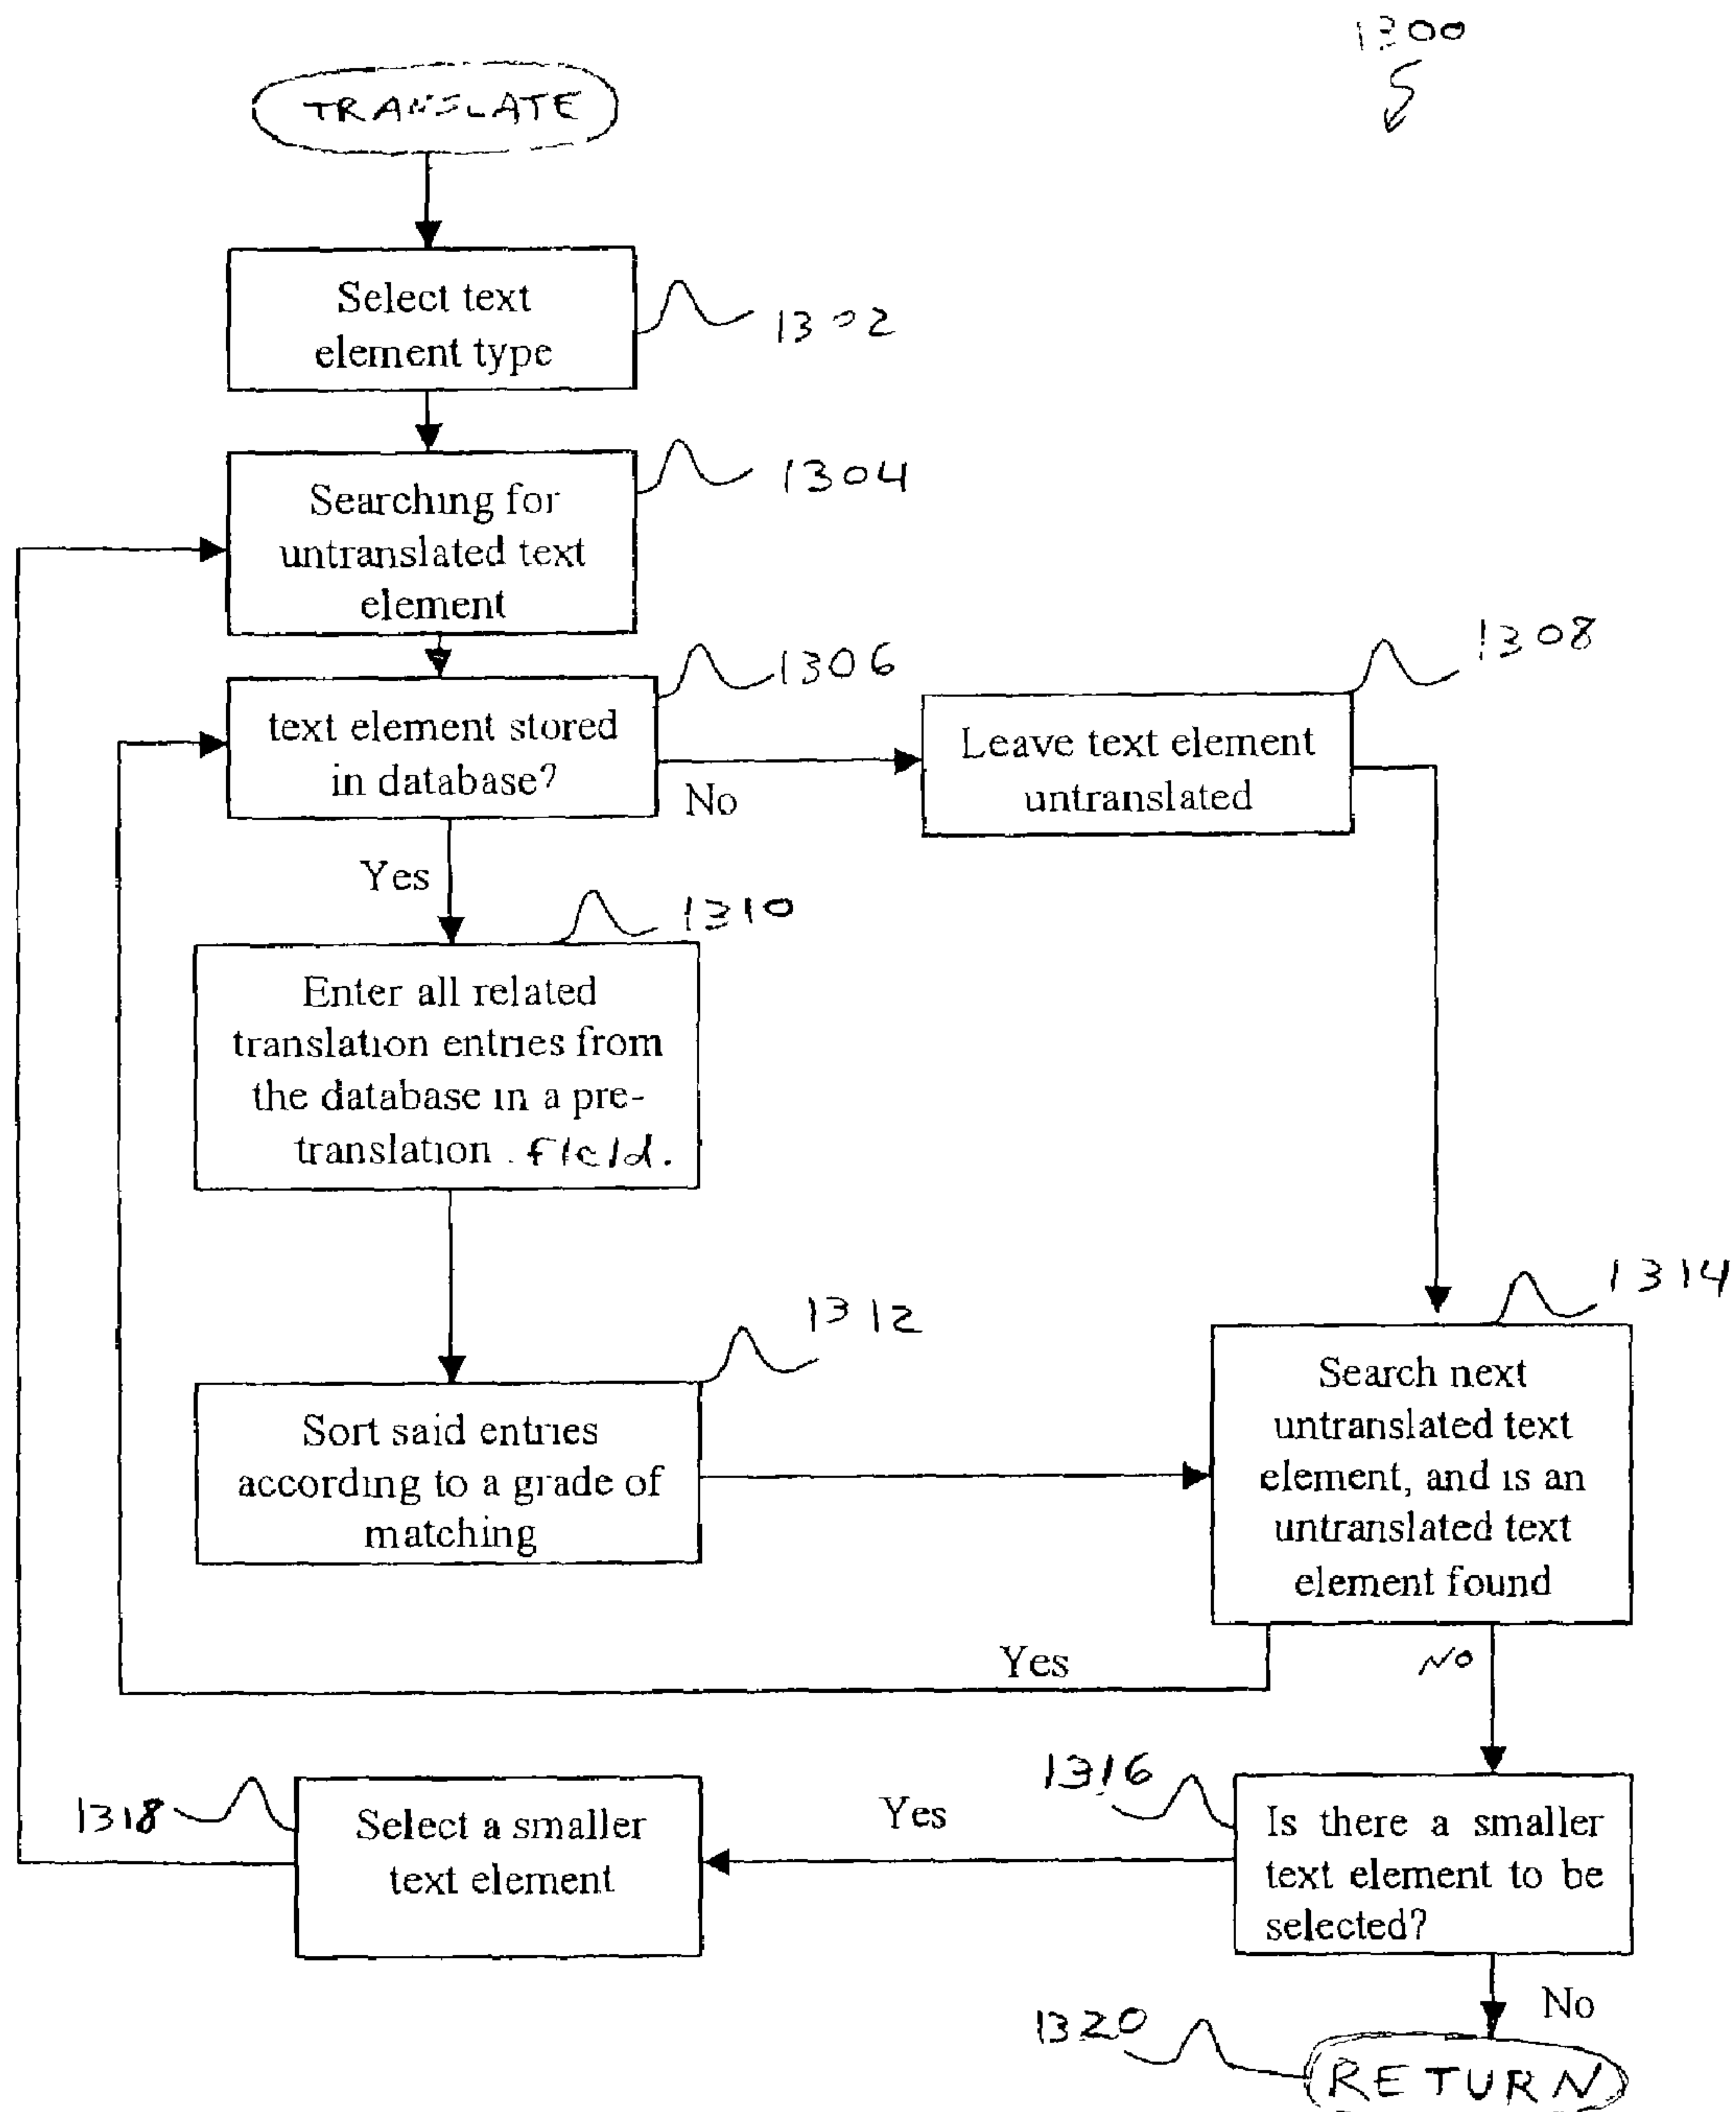 1300
TRANSLATE
Select text
element type
1302
Searching for
untranslated text
element
1304
text element stored
in database?
1306
No
Leave text element
untranslated
1308
Yes
1310
Enter all related
translation entries from
the database in a pre-
translation . field.
1312
Sort said entries
according to a grade of
matching
1314
Search next
untranslated text
element, and is an
untranslated text
element found
Yes
No
1316
Is there a smaller
text element to be
selected?
Yes
1318
Select a smaller
text element
No
1320
RETURN